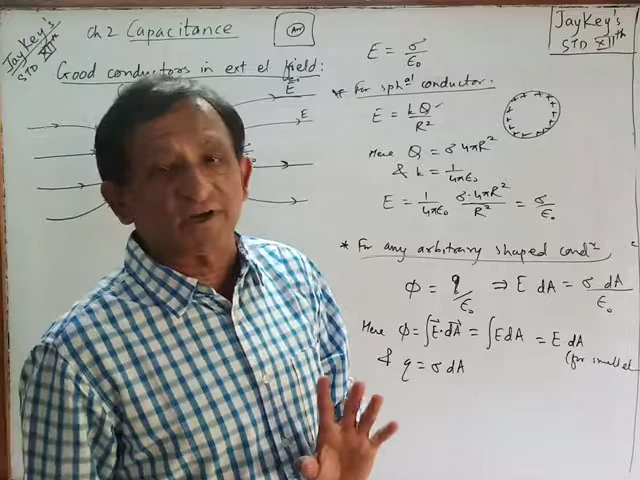 JayKey's
STD XIIth
Ch 2 Capacitance
Good conductors in ext el field:
E
E
E = σ/ε₀
* For sph^al conductor.
E = kQ/R²
Here Q = σ 4πR²
& k = 1/4πε₀
E = 1/4πε₀ σ·4πR²/R² = σ/ε₀
* For any arbitrary shaped cond^r
ϕ = q/ε₀ ⇒ E dA = σ dA/ε₀
Here ϕ = ∫E⃗·dA⃗ = ∫EdA = E dA
(for small el
& q = σ dA
JayKey's
STD XIIth